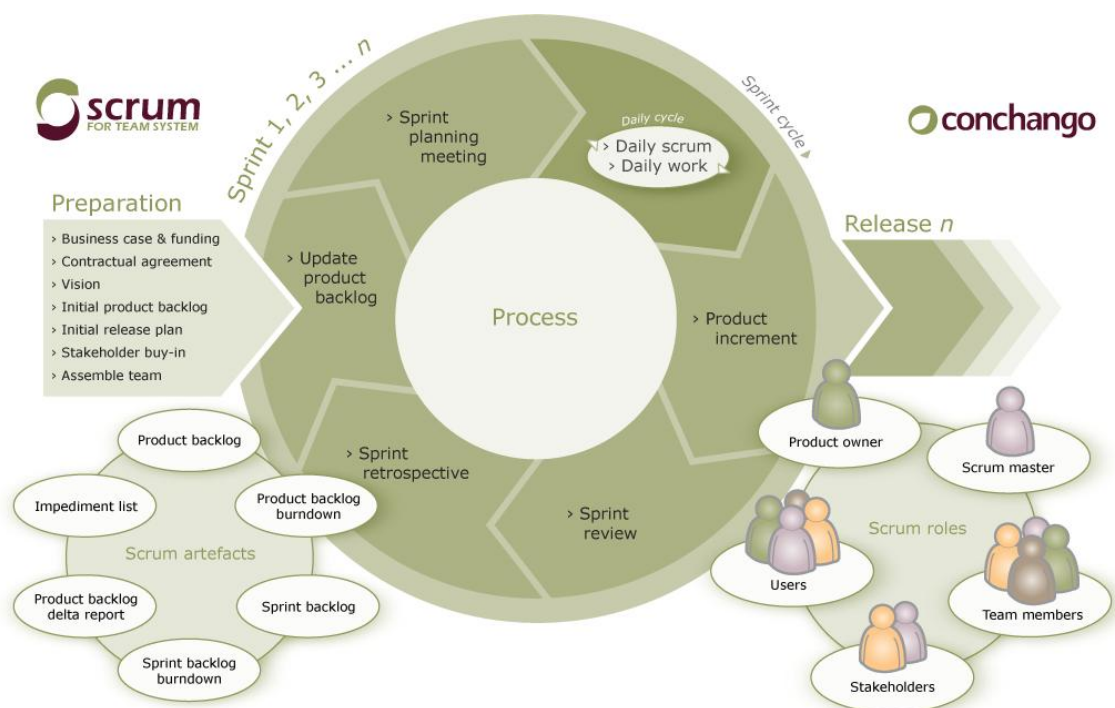 scrum
FOR TEAM SYSTEM
conchango
Sprint 1, 2, 3 ... n
Sprint cycle
Preparation
› Business case & funding
› Contractual agreement
› Vision
› Initial product backlog
› Initial release plan
› Stakeholder buy-in
› Assemble team
› Update
product
backlog
› Sprint
planning
meeting
Daily cycle
› Daily scrum
› Daily work
› Product
increment
› Sprint
review
› Sprint
retrospective
Process
Release n
Product backlog
Product backlog
burndown
Sprint backlog
Sprint backlog
burndown
Product backlog
delta report
Impediment list
Scrum artefacts
Product owner
Scrum master
Team members
Stakeholders
Users
Scrum roles